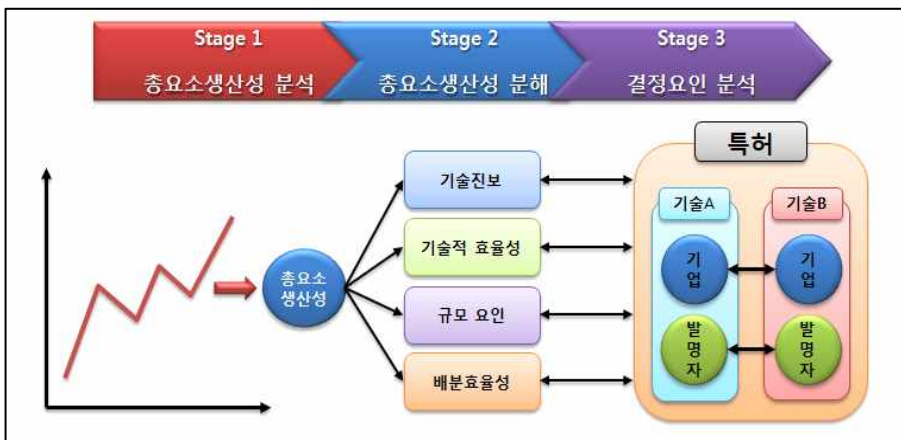 Stage 1
총요소생산성 분석
Stage 2
총요소생산성 분해
Stage 3
결정요인 분석
총요소
생산성
기술진보
기술적 효율성
규모 요인
배분효율성
특허
기술A
기업
발명자
기술B
기업
발명자